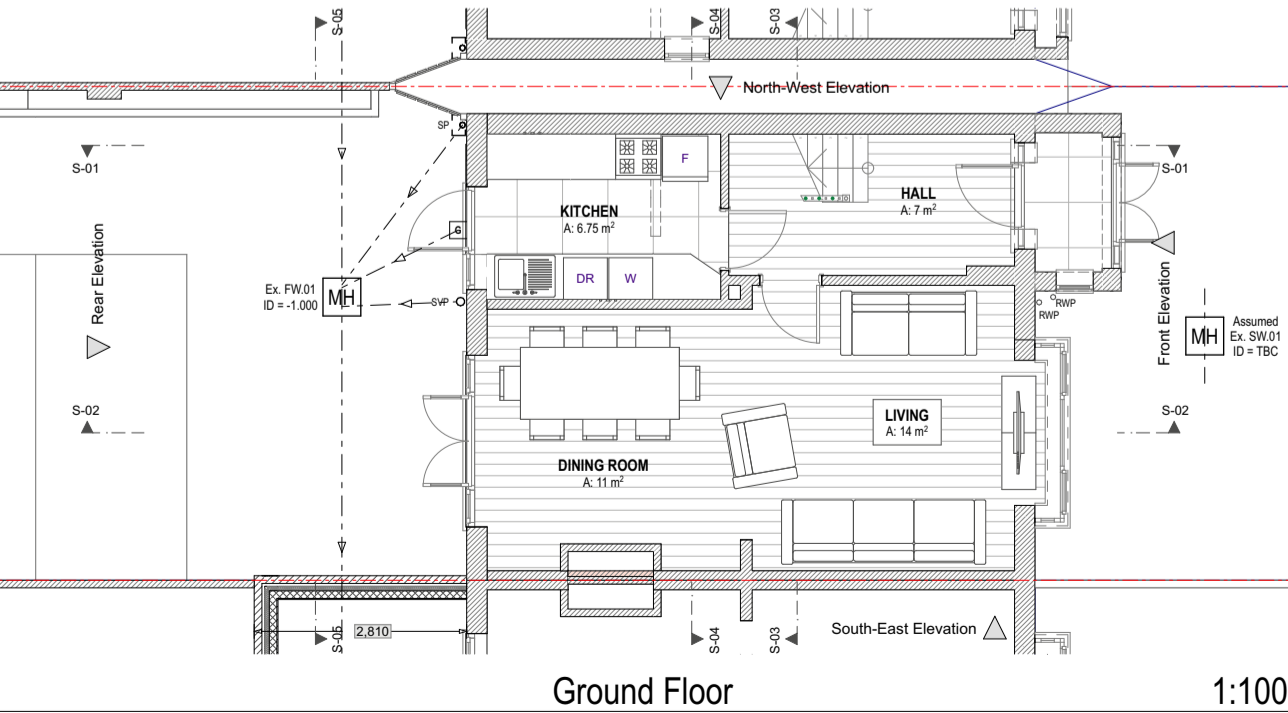 S-05
S-04
S-03
North-West Elevation
SP
S-01
F
S-01
KITCHEN
A: 6.75 m²
HALL
A: 7 m²
G
Rear Elevation
Ex. FW.01
ID = -1.000
MH
SVP
DR
W
RWP
RWP
Front Elevation
MH
Assumed
Ex. SW.01
ID = TBC
S-02
S-02
LIVING
A: 14 m²
DINING ROOM
A: 11 m²
2,810
S-05
S-04
S-03
South-East Elevation
Ground Floor
1:100